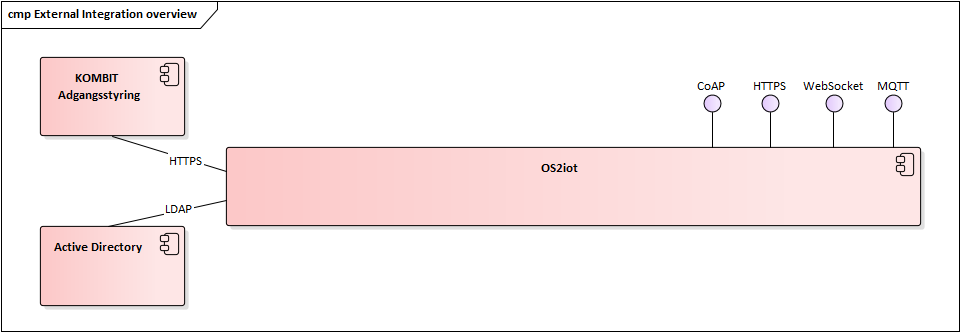 cmp External Integration overview
KOMBIT
Adgangsstyring
CoAP
HTTPS
WebSocket
MQTT
HTTPS
OS2iot
LDAP
Active Directory